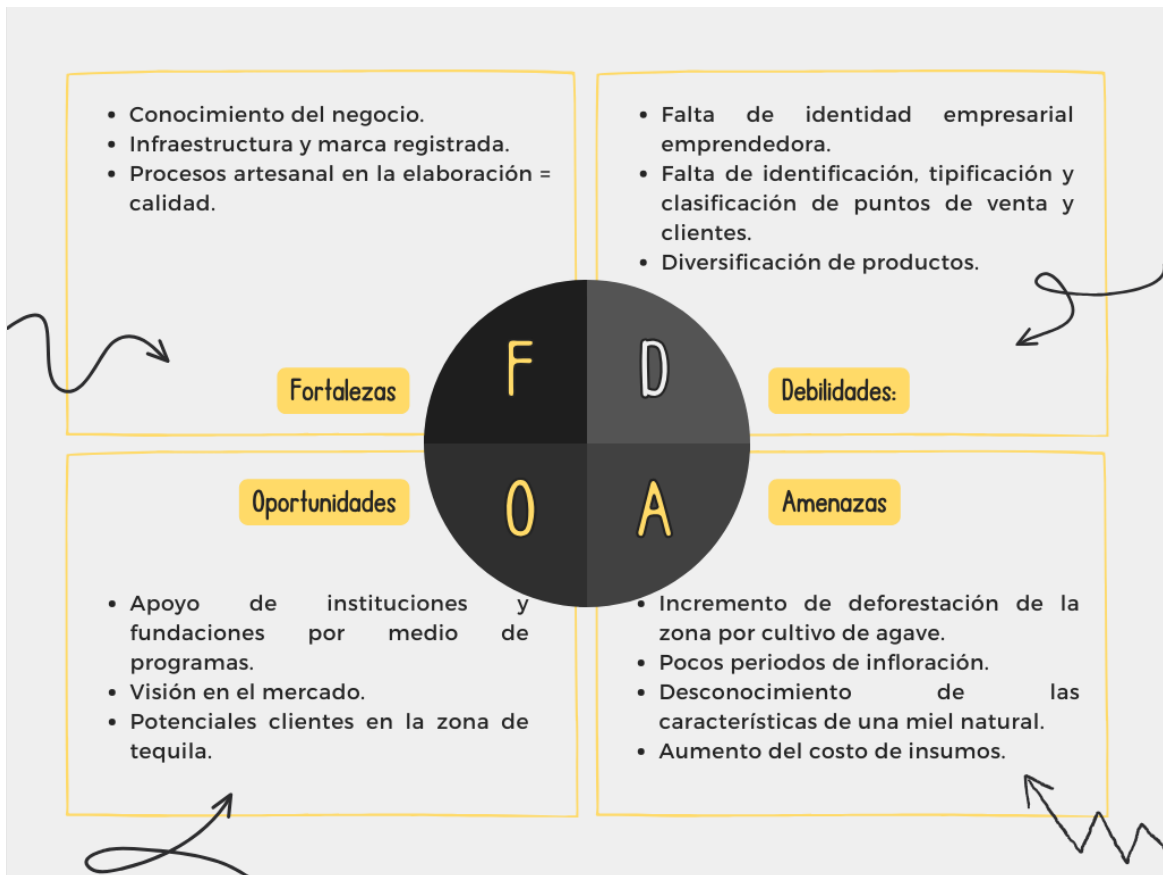 • Conocimiento del negocio.
• Infraestructura y marca registrada.
• Procesos artesanal en la elaboración =
calidad.
Fortalezas
• Falta de identidad empresarial
emprendedora.
• Falta de identificación, tipificación y
clasificación de puntos de venta y
clientes.
• Diversificación de productos.
Debilidades:
F
D
O
A
Oportunidades
• Apoyo de instituciones y
fundaciones por medio de
programas.
• Visión en el mercado.
• Potenciales clientes en la zona de
tequila.
Amenazas
• Incremento de deforestación de la
zona por cultivo de agave.
• Pocos periodos de infloración.
• Desconocimiento de las
características de una miel natural.
• Aumento del costo de insumos.